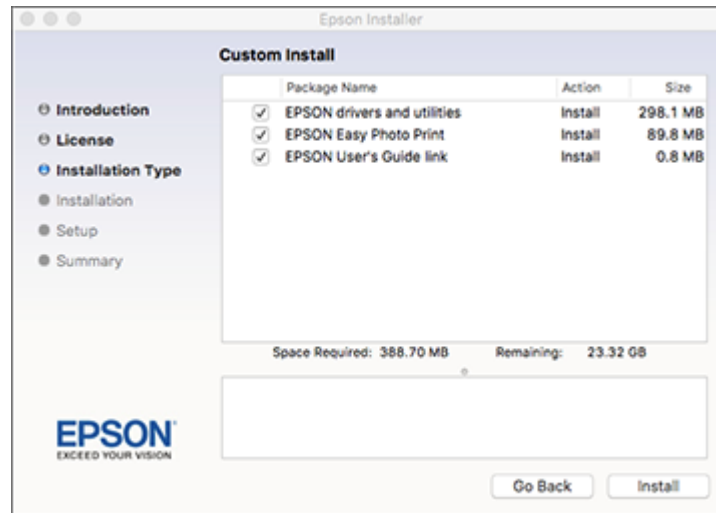 Epson Installer
Custom Install
Introduction
License
Installation Type
Installation
Setup
Summary
Package Name Action Size
EPSON drivers and utilities Install 298.1 MB
EPSON Easy Photo Print Install 89.8 MB
EPSON User's Guide link Install 0.8 MB
Space Required: 388.70 MB Remaining: 23.32 GB
EPSON
EXCEED YOUR VISION
Go Back Install